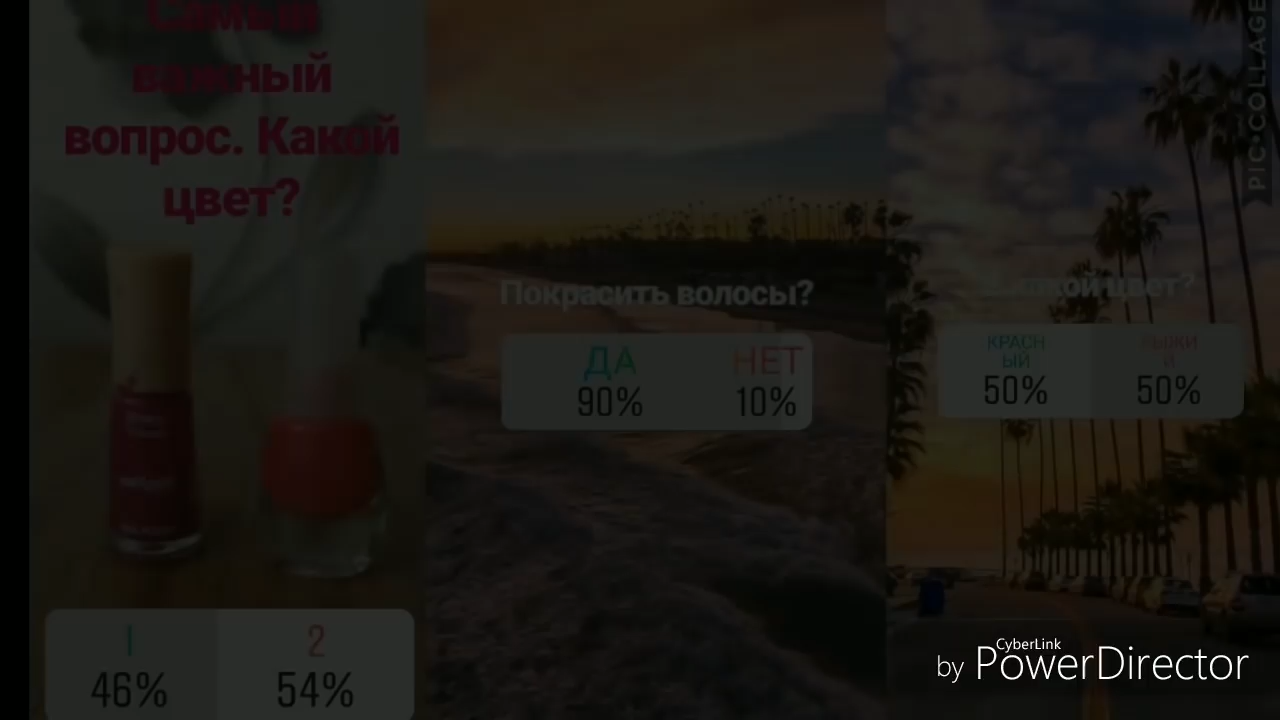 Самый
важный
вопрос. Какой
цвет?
1 2
46% 54%
Покрасить волосы?
ДА НЕТ
90% 10%
какой цвет?
КРАСН
ЫЙ
РЫЖИ
Й
50% 50%
PIC•COLLAGE
CyberLink
by PowerDirector